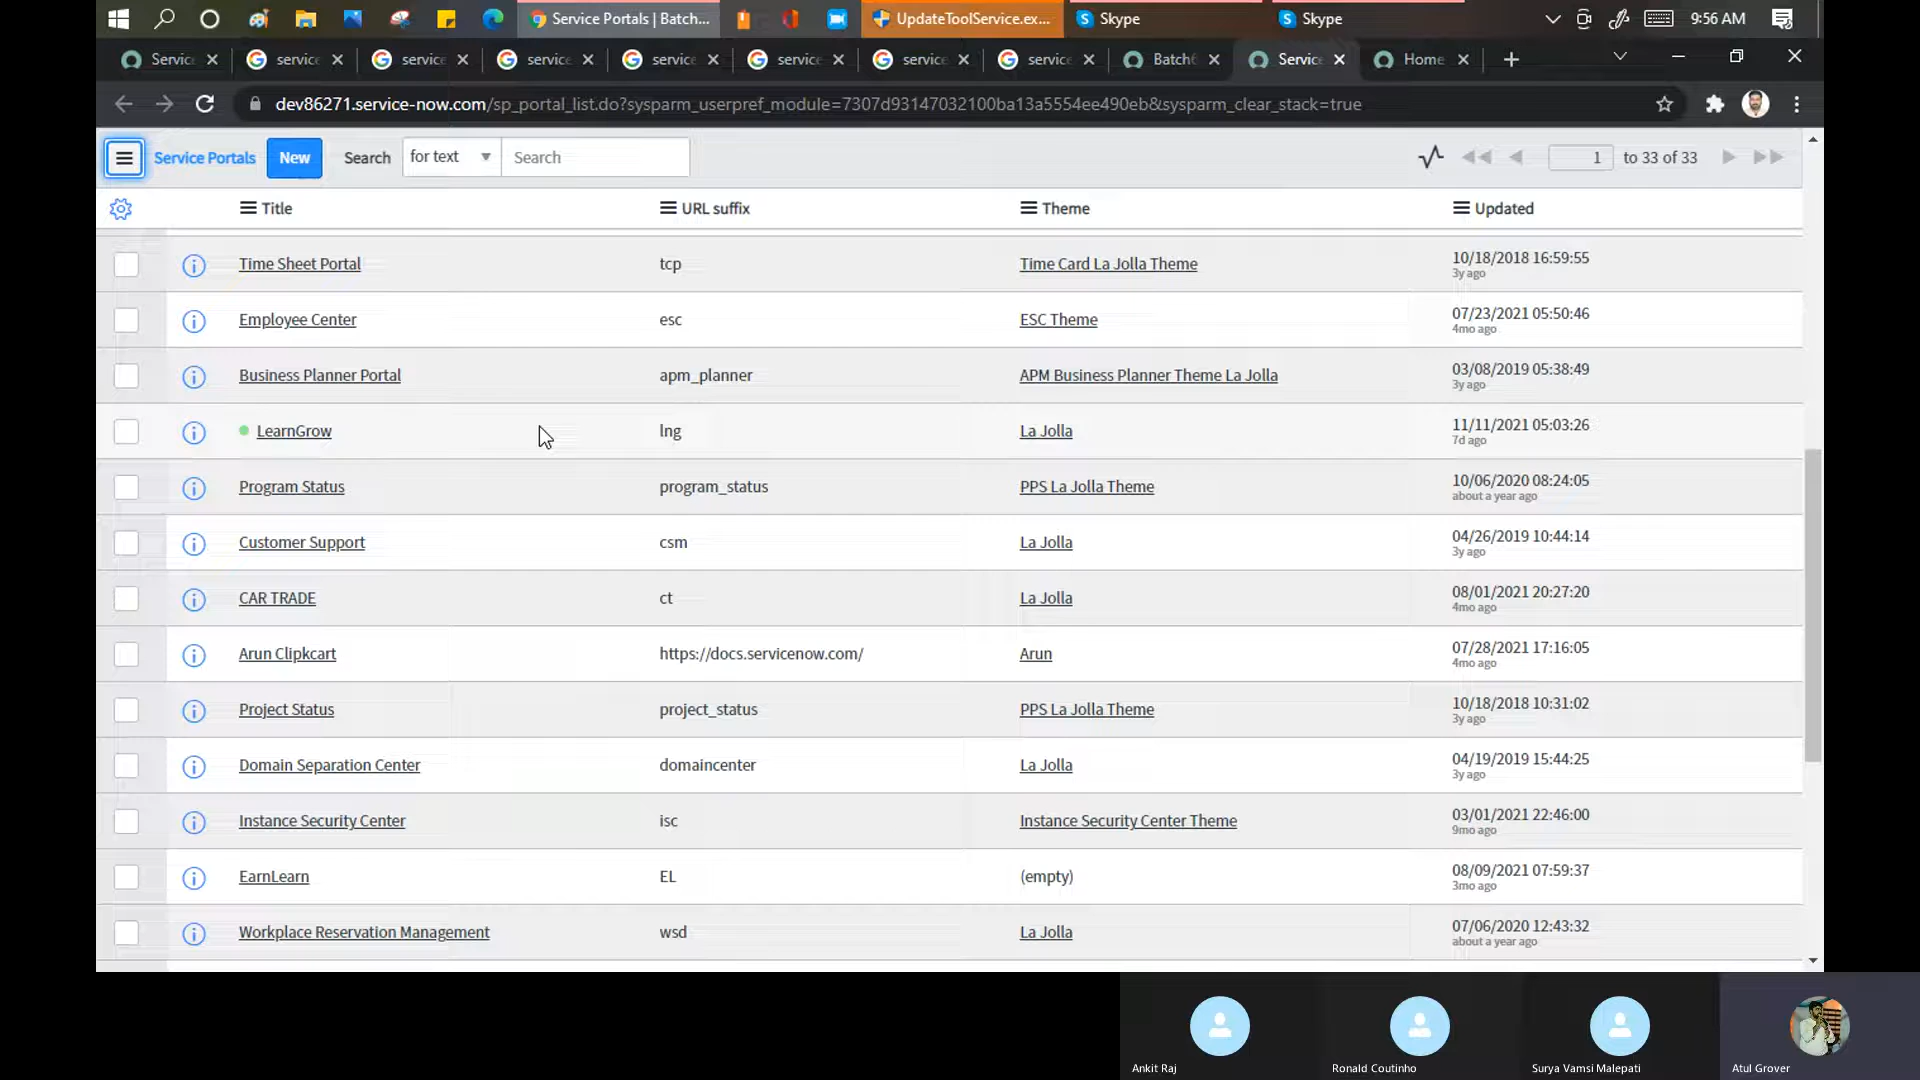 Service Portals | Batch...
UpdateToolService.ex...
Skype
Skype
9:56 AM
Servic
service
service
service
service
service
service
service
Batch6
Service
Home
dev86271.service-now.com/sp_portal_list.do?sysparm_userpref_module=7307d93147032100ba13a5554ee490eb&sysparm_clear_stack=true
Service Portals New Search for text Search 1 to 33 of 33
Title URL suffix Theme Updated
Time Sheet Portal tcp Time Card La Jolla Theme 10/18/2018 16:59:55
3y ago
Employee Center esc ESC Theme 07/23/2021 05:50:46
4mo ago
Business Planner Portal apm_planner APM Business Planner Theme La Jolla 03/08/2019 05:38:49
3y ago
LearnGrow lng La Jolla 11/11/2021 05:03:26
7d ago
Program Status program_status PPS La Jolla Theme 10/06/2020 08:24:05
about a year ago
Customer Support csm La Jolla 04/26/2019 10:44:14
3y ago
CAR TRADE ct La Jolla 08/01/2021 20:27:20
4mo ago
Arun Clipkcart https://docs.servicenow.com/ Arun 07/28/2021 17:16:05
4mo ago
Project Status project_status PPS La Jolla Theme 10/18/2018 10:31:02
3y ago
Domain Separation Center domaincenter La Jolla 04/19/2019 15:44:25
3y ago
Instance Security Center isc Instance Security Center Theme 03/01/2021 22:46:00
9mo ago
EarnLearn EL (empty) 08/09/2021 07:59:37
3mo ago
Workplace Reservation Management wsd La Jolla 07/06/2020 12:43:32
about a year ago
Ankit Raj
Ronald Coutinho
Surya Vamsi Malepati
Atul Grover